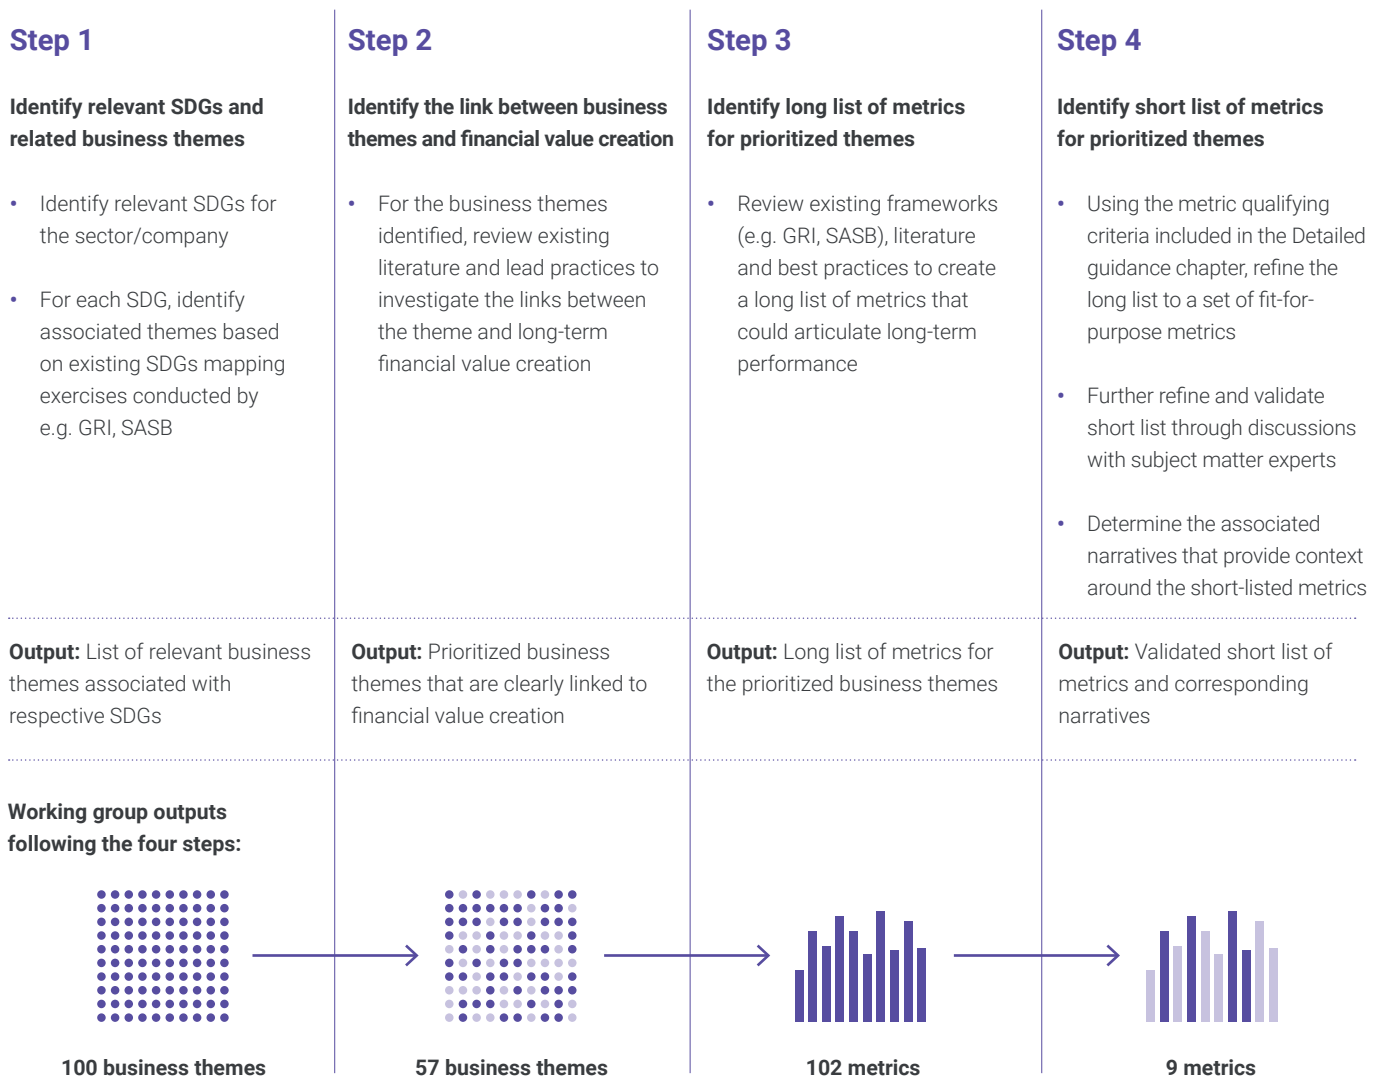 Step 1
Identify relevant SDGs and
related business themes
• Identify relevant SDGs for
the sector/company
• For each SDG, identify
associated themes based
on existing SDGs mapping
exercises conducted by
e.g. GRI, SASB
Output: List of relevant business
themes associated with
respective SDGs
Step 2
Identify the link between business
themes and financial value creation
• For the business themes
identified, review existing
literature and lead practices to
investigate the links between
the theme and long-term
financial value creation
Output: Prioritized business
themes that are clearly linked to
financial value creation
Step 3
Identify long list of metrics
for prioritized themes
• Review existing frameworks
(e.g. GRI, SASB), literature
and best practices to create
a long list of metrics that
could articulate long-term
performance
Output: Long list of metrics for
the prioritized business themes
Step 4
Identify short list of metrics
for prioritized themes
• Using the metric qualifying
criteria included in the Detailed
guidance chapter, refine the
long list to a set of fit-for-
purpose metrics
• Further refine and validate
short list through discussions
with subject matter experts
• Determine the associated
narratives that provide context
around the short-listed metrics
Output: Validated short list of
metrics and corresponding
narratives
Working group outputs
following the four steps:
100 business themes
57 business themes
102 metrics
9 metrics